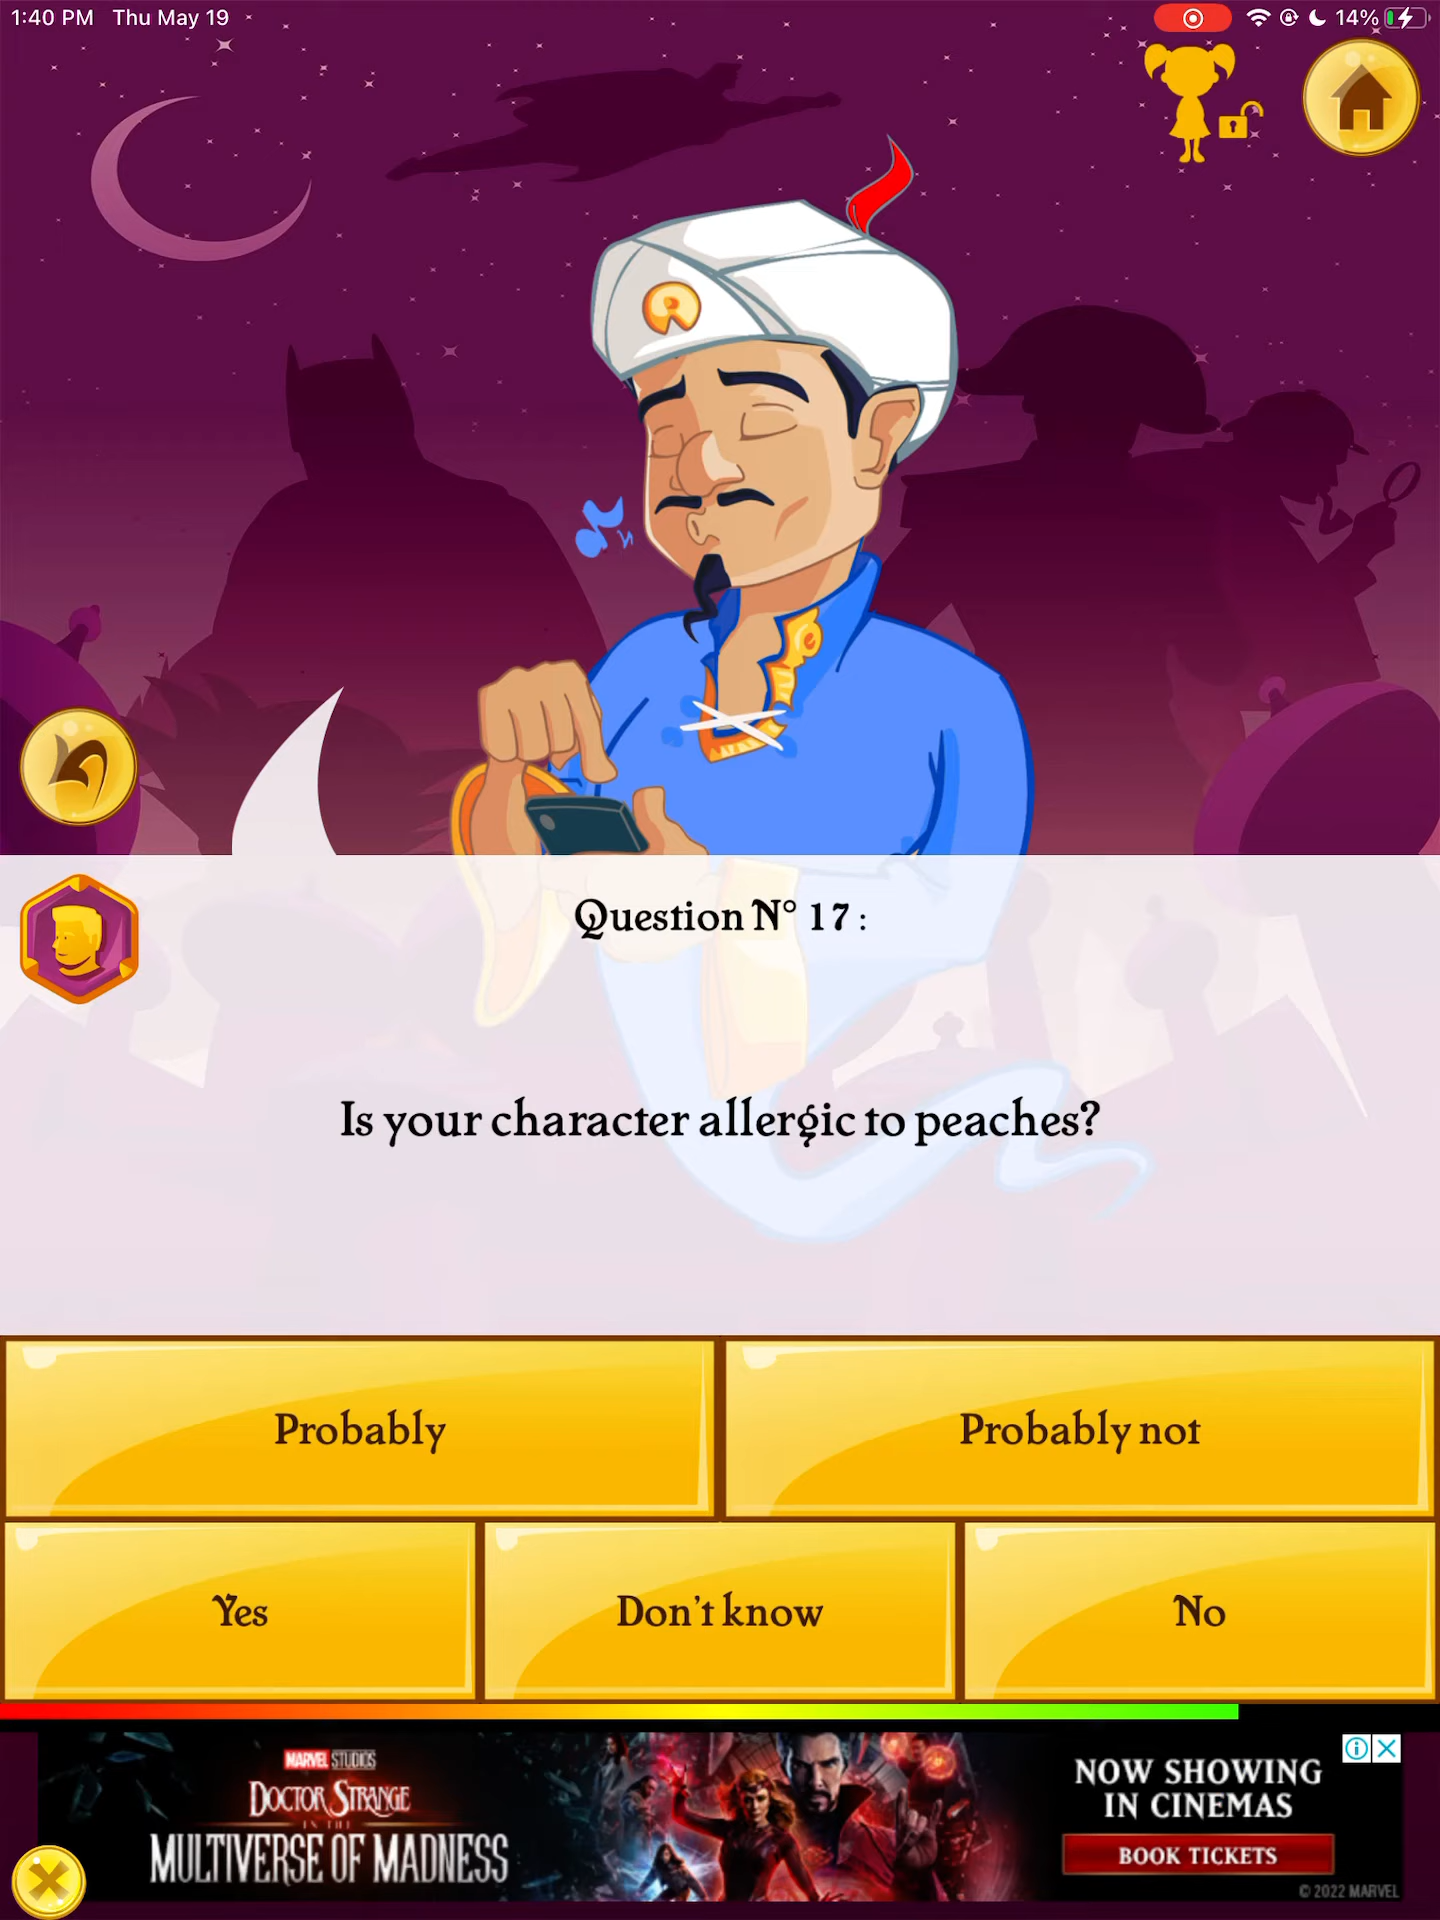 1:40 PM Thu May 19
14%
Question N° 17 :
Is your character allergic to peaches?
Probably
Probably not
Yes
Don't know
No
MARVEL STUDIOS
DOCTOR STRANGE
IN THE
MULTIVERSE OF MADNESS
NOW SHOWING
IN CINEMAS
BOOK TICKETS
© 2022 MARVEL